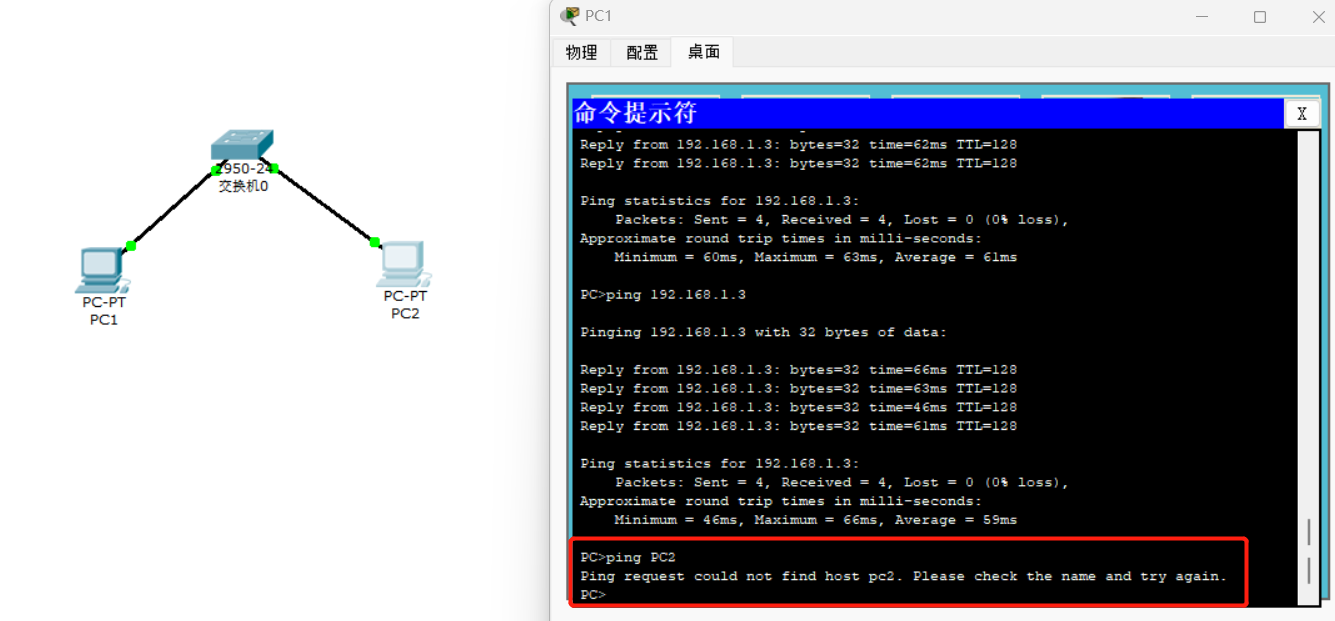 PC1
物理 配置 桌面
命令提示符 X
Reply from 192.168.1.3: bytes=32 time=62ms TTL=128
Reply from 192.168.1.3: bytes=32 time=62ms TTL=128
Ping statistics for 192.168.1.3:
Packets: Sent = 4, Received = 4, Lost = 0 (0% loss),
Approximate round trip times in milli-seconds:
Minimum = 60ms, Maximum = 63ms, Average = 61ms
PC>ping 192.168.1.3
Pinging 192.168.1.3 with 32 bytes of data:
Reply from 192.168.1.3: bytes=32 time=66ms TTL=128
Reply from 192.168.1.3: bytes=32 time=63ms TTL=128
Reply from 192.168.1.3: bytes=32 time=46ms TTL=128
Reply from 192.168.1.3: bytes=32 time=61ms TTL=128
Ping statistics for 192.168.1.3:
Packets: Sent = 4, Received = 4, Lost = 0 (0% loss),
Approximate round trip times in milli-seconds:
Minimum = 46ms, Maximum = 66ms, Average = 59ms
PC>ping PC2
Ping request could not find host pc2. Please check the name and try again.
PC>
2950-24
交换机0
PC-PT
PC1
PC-PT
PC2